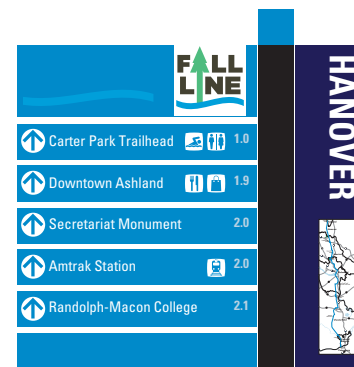 FALL
LINE
Carter Park Trailhead 1.0
Downtown Ashland 1.9
Secretariat Monument 2.0
Amtrak Station 2.0
Randolph-Macon College 2.1
HANOVER